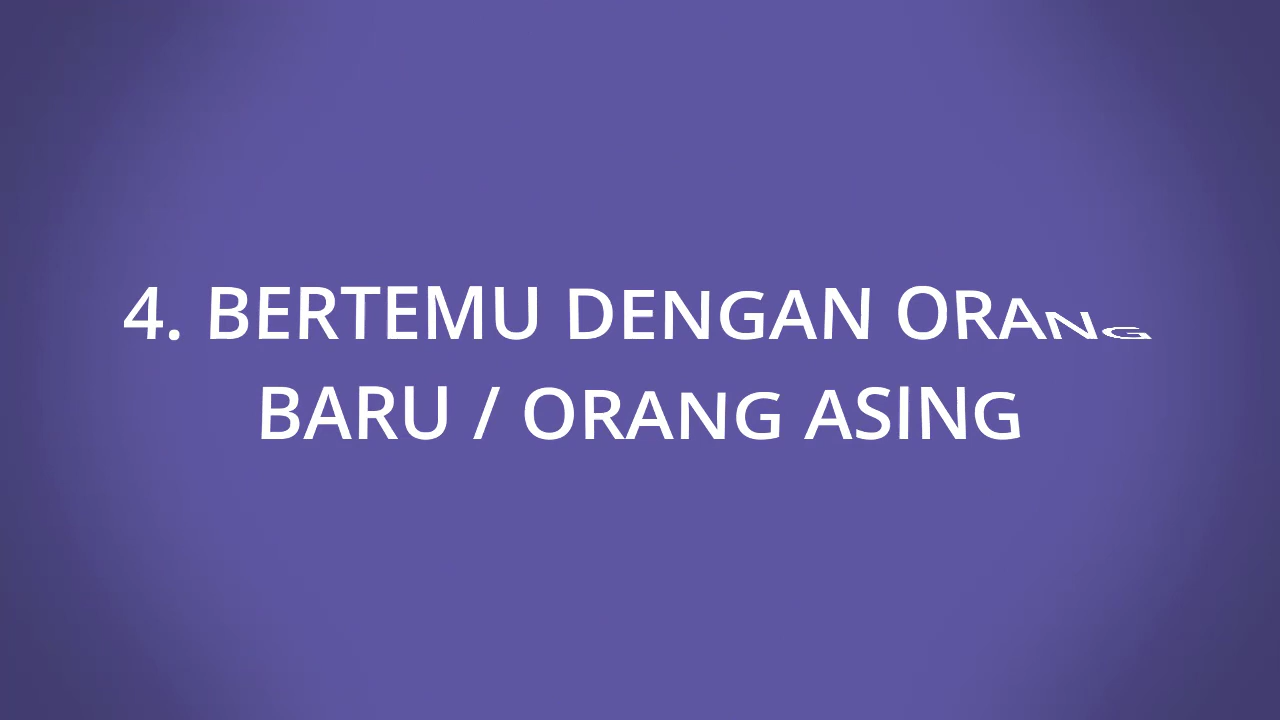 4. BERTEMU DENGAN ORANG
BARU / ORANG ASING